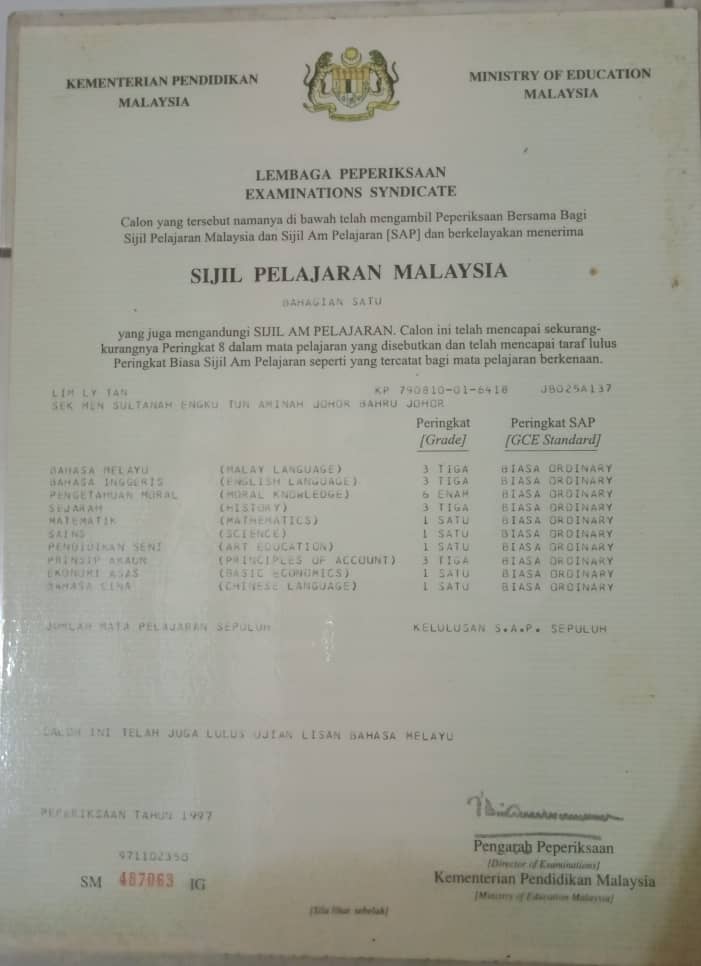 KEMENTERIAN PENDIDIKAN
MALAYSIA
MINISTRY OF EDUCATION
MALAYSIA
LEMBAGA PEPERIKSAAN
EXAMINATIONS SYNDICATE
Calon yang tersebut namanya di bawah telah mengambil Peperiksaan Bersama Bagi
Sijil Pelajaran Malaysia dan Sijil Am Pelajaran [SAP] dan berkelayakan menerima
SIJIL PELAJARAN MALAYSIA
BAHAGIAN SATU
yang juga mengandungi SIJIL AM PELAJARAN. Calon ini telah mencapai sekurang-
kurangnya Peringkat 8 dalam mata pelajaran yang disebutkan dan telah mencapai taraf lulus
Peringkat Biasa Sijil Am Pelajaran seperti yang tercatat bagi mata pelajaran berkenaan.
LIM LY TAN KP 790810-01-6418 JB025A137
SEK MEN SULTANAH ENGKU TUN AMINAH JOHOR BAHRU JOHOR
Peringkat Peringkat SAP
[Grade] [GCE Standard]
BAHASA MELAYU (MALAY LANGUAGE) 3 TIGA BIASA ORDINARY
BAHASA INGGERIS (ENGLISH LANGUAGE) 3 TIGA BIASA ORDINARY
PENGETAHUAN MORAL (MORAL KNOWLEDGE) 6 ENAM BIASA ORDINARY
SEJARAH (HISTORY) 3 TIGA BIASA ORDINARY
MATEMATIK (MATHEMATICS) 1 SATU BIASA ORDINARY
SAINS (SCIENCE) 1 SATU BIASA ORDINARY
PENDIDIKAN SENI (ART EDUCATION) 1 SATU BIASA ORDINARY
PRINSIP AKAUN (PRINCIPLES OF ACCOUNT) 3 TIGA BIASA ORDINARY
EKONOMI ASAS (BASIC ECONOMICS) 1 SATU BIASA ORDINARY
BAHASA CINA (CHINESE LANGUAGE) 1 SATU BIASA ORDINARY
JUMLAH MATA PELAJARAN SEPULUH KELULUSAN S.A.P. SEPULUH
CALON INI TELAH JUGA LULUS UJIAN LISAN BAHASA MELAYU
PEPERIKSAAN TAHUN 1997
Pengarah Peperiksaan
[Director of Examinations]
Kementerian Pendidikan Malaysia
[Ministry of Education Malaysia]
971102350
SM 487063 IG
[Sila lihat sebelah]